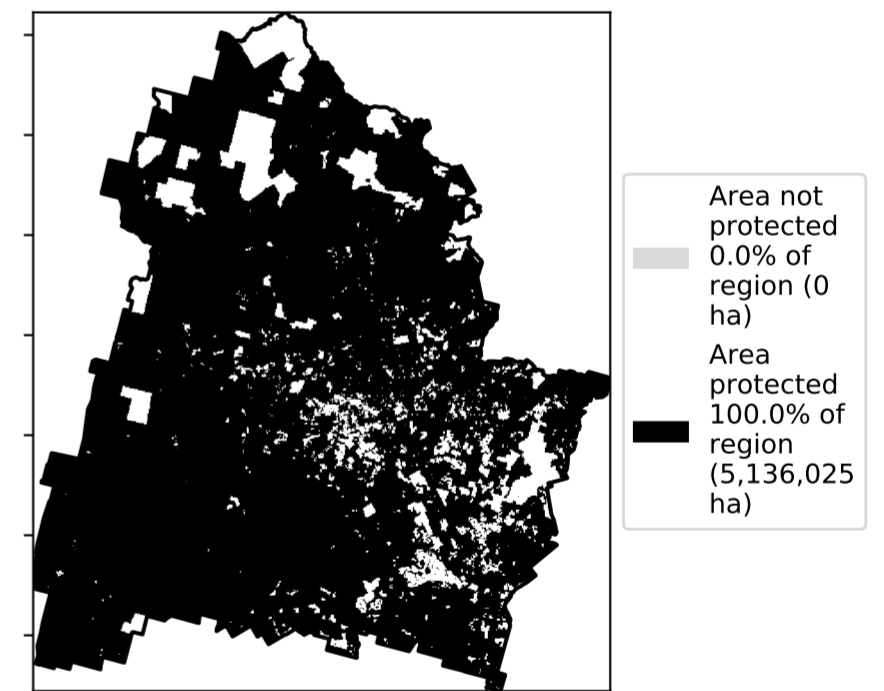 Area not
protected
0.0% of
region (0
ha)
Area
protected
100.0% of
region
(5,136,025
ha)